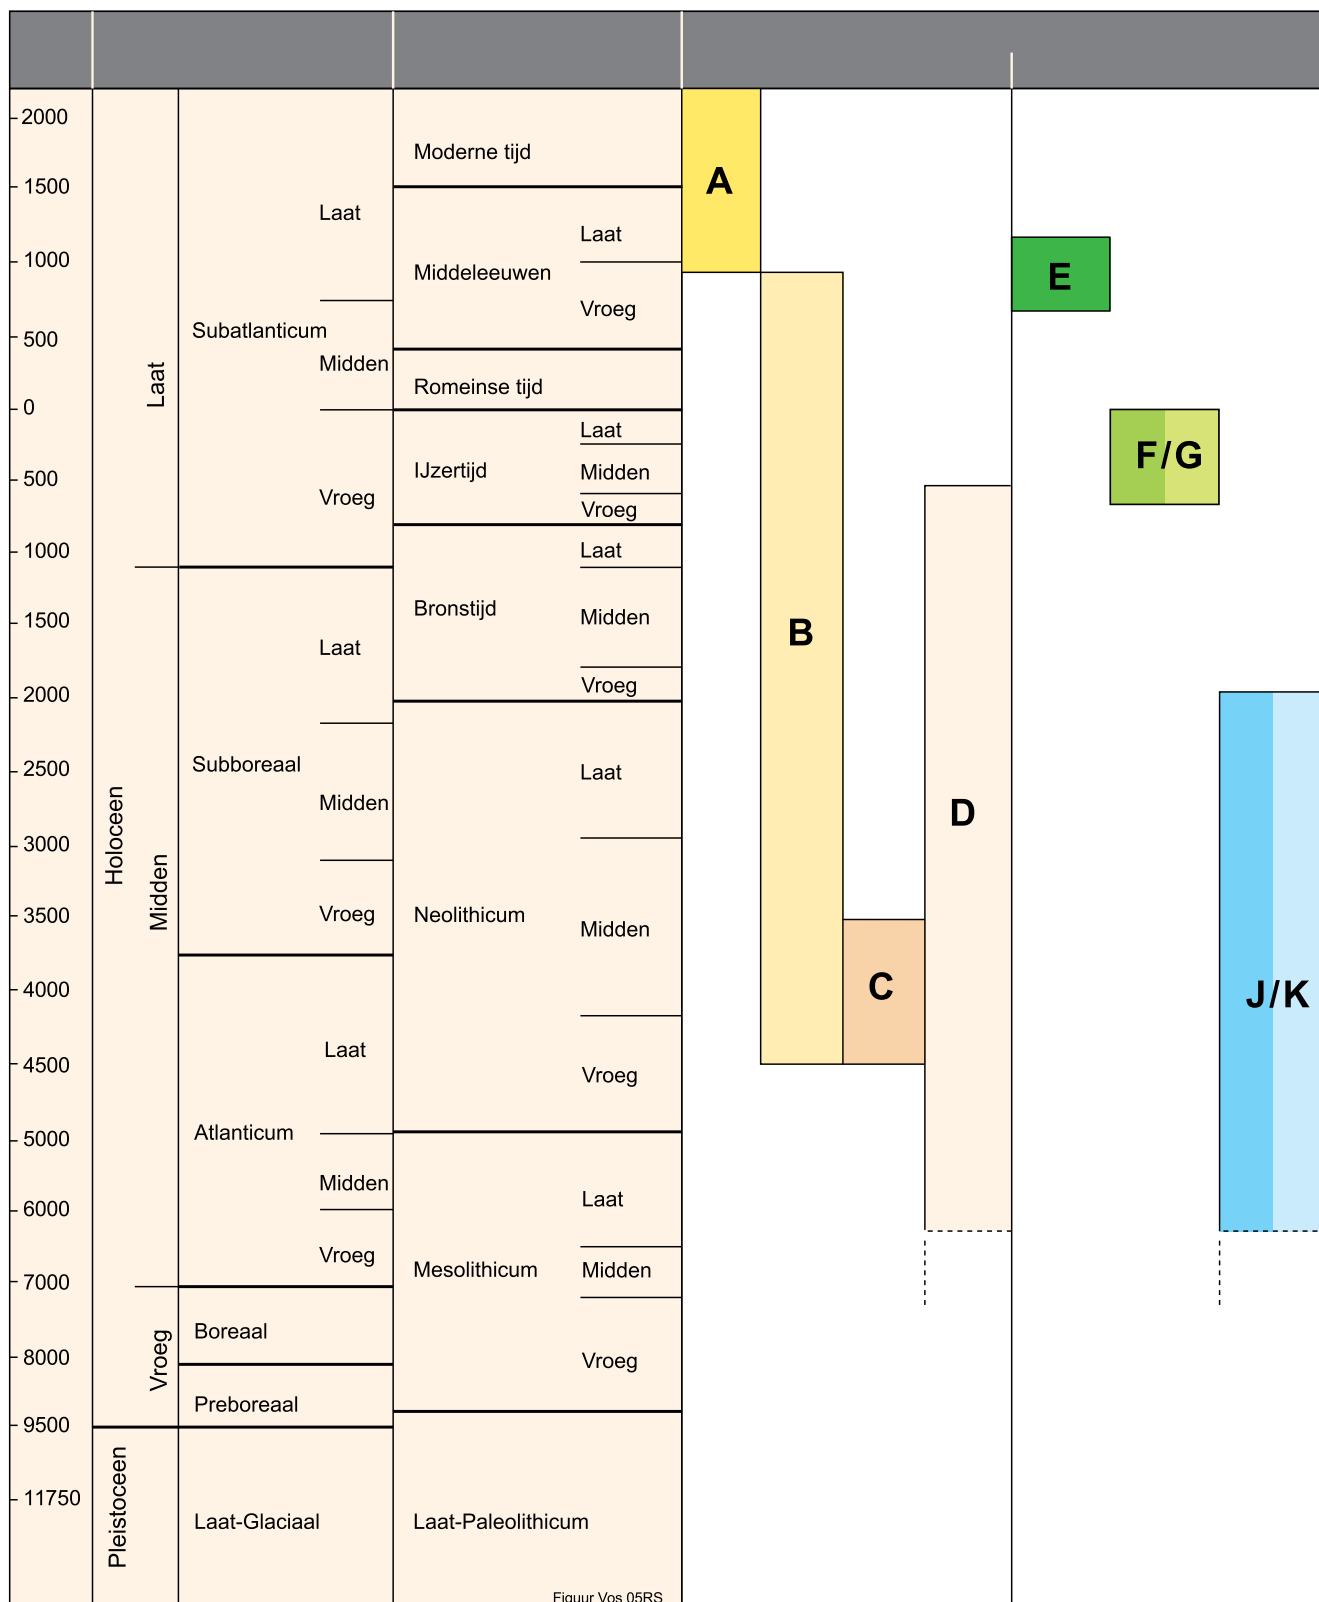 2000
Moderne tijd
A
1500
Laat
Laat
1000
Middeleeuwen
E
Vroeg
Subatlanticum
500
Midden
Laat
Romeinse tijd
0
Laat
F/G
IJzertijd
Midden
500
Vroeg
Vroeg
1000
Laat
Bronstijd
Midden
1500
B
Laat
Vroeg
2000
Subboreaal
2500
Laat
Midden
D
Holoceen
3000
Midden
Vroeg
3500
Neolithicum
Midden
4000
C
J/K
Laat
4500
Vroeg
Atlanticum
5000
Midden
Laat
6000
Vroeg
Mesolithicum
Midden
7000
Boreaal
Vroeg
8000
Vroeg
Preboreaal
9500
11750
Pleistoceen
Laat-Glaciaal
Laat-Paleolithicum
Figuur Vos 05RS